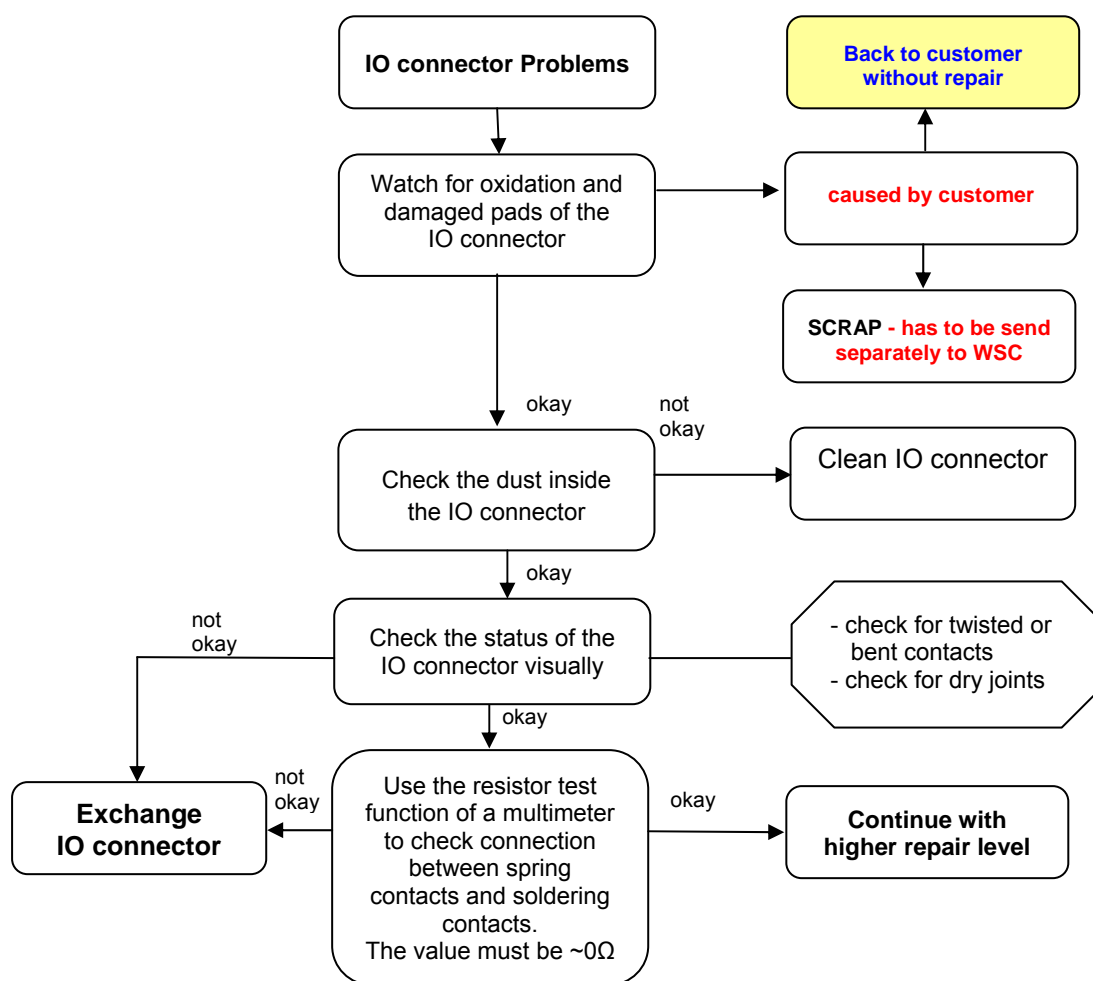 IO connector Problems
Back to customer
without repair
Watch for oxidation and
damaged pads of the
IO connector
caused by customer
SCRAP - has to be send
separately to WSC
okay
not
okay
Check the dust inside
the IO connector
Clean IO connector
okay
not
okay
Check the status of the
IO connector visually
- check for twisted or
bent contacts
- check for dry joints
okay
Exchange
IO connector
not
okay
Use the resistor test
function of a multimeter
to check connection
between spring
contacts and soldering
contacts.
The value must be ~0Ω
okay
Continue with
higher repair level